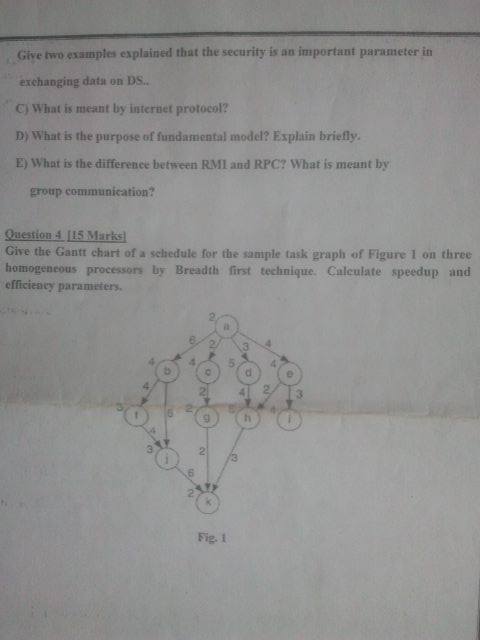 Give two examples explained that the security is an important parameter in
exchanging data on DS..
C) What is meant by internet protocol?
D) What is the purpose of fundamental model? Explain briefly.
E) What is the difference between RMI and RPC? What is meant by
group communication?
Question 4 [15 Marks]
Give the Gantt chart of a schedule for the sample task graph of Figure 1 on three
homogeneous processors by Breadth first technique. Calculate speedup and
efficiency parameters.
2
a
6 2 3 4
4 b 4 c 5 d 4 e
4 5 2 4 2 3
3 f 2 g 5 h 4 i
4
3 j 2 3
6
2 k
Fig. 1